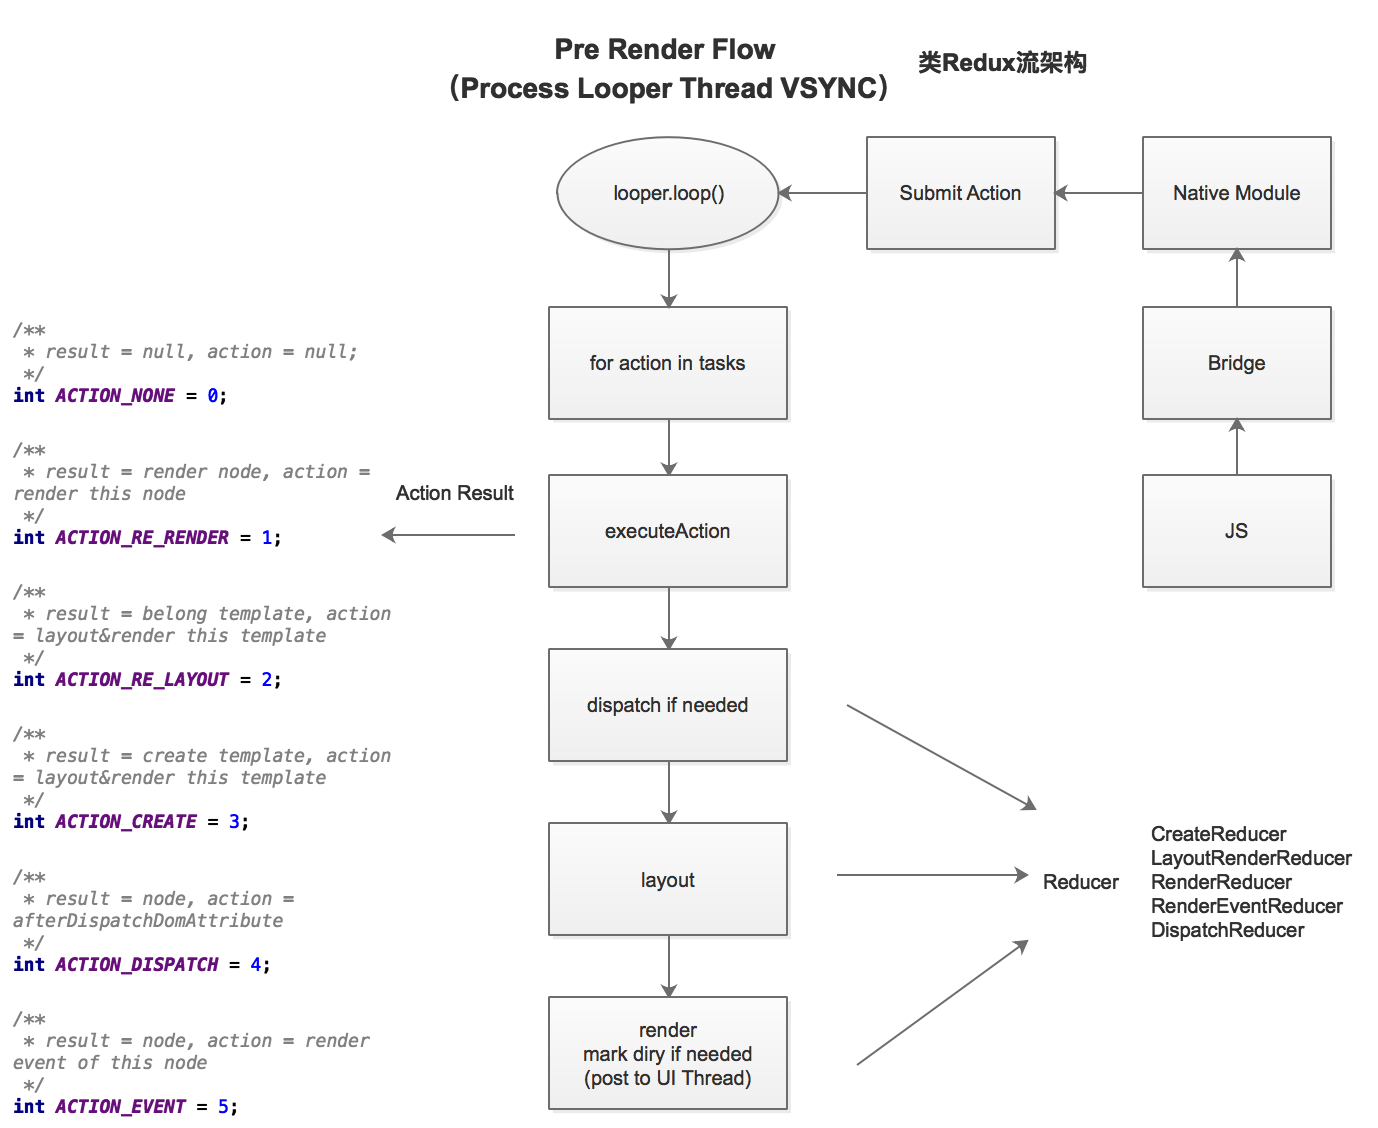 Pre Render Flow
（Process Looper Thread VSYNC）
类Redux流架构
looper.loop()
Submit Action
Native Module
for action in tasks
Bridge
Action Result
executeAction
JS
dispatch if needed
layout
render
mark diry if needed
(post to UI Thread)
Reducer
CreateReducer
LayoutRenderReducer
RenderReducer
RenderEventReducer
DispatchReducer
/**
 * result = null, action = null;
 */
int ACTION_NONE = 0;
/**
 * result = render node, action =
render this node
 */
int ACTION_RE_RENDER = 1;
/**
 * result = belong template, action
= layout&render this template
 */
int ACTION_RE_LAYOUT = 2;
/**
 * result = create template, action
= layout&render this template
 */
int ACTION_CREATE = 3;
/**
 * result = node, action =
afterDispatchDomAttribute
 */
int ACTION_DISPATCH = 4;
/**
 * result = node, action = render
event of this node
 */
int ACTION_EVENT = 5;